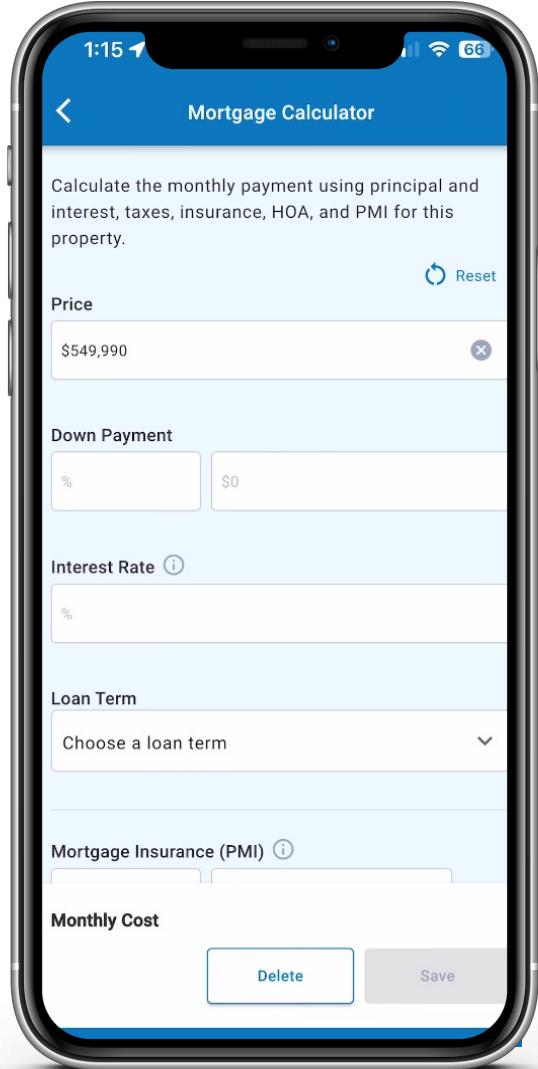 1:15
66
Mortgage Calculator
Calculate the monthly payment using principal and
interest, taxes, insurance, HOA, and PMI for this
property.
Reset
Price
$549,990
Down Payment
% $0
Interest Rate
%
Loan Term
Choose a loan term
Mortgage Insurance (PMI)
Monthly Cost
Delete Save